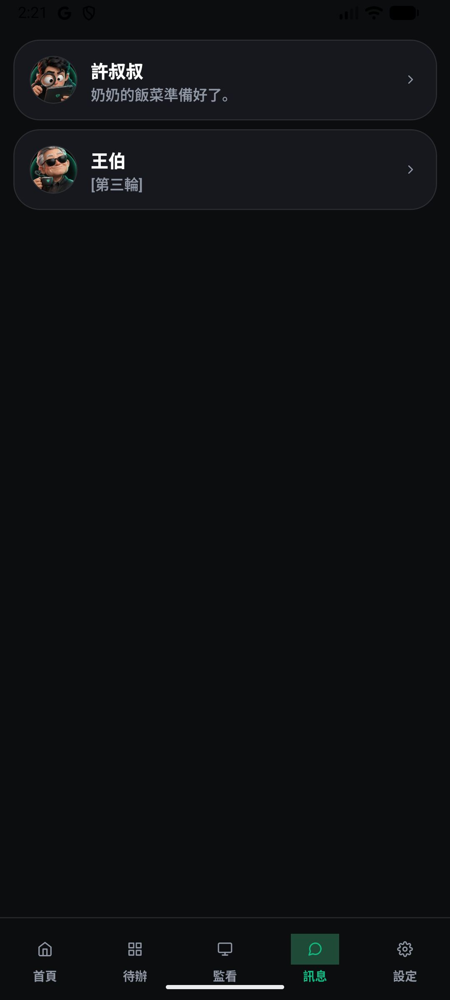 2:21
許叔叔
奶奶的飯菜準備好了。
王伯
[第三輪]
首頁
待辦
監看
訊息
設定